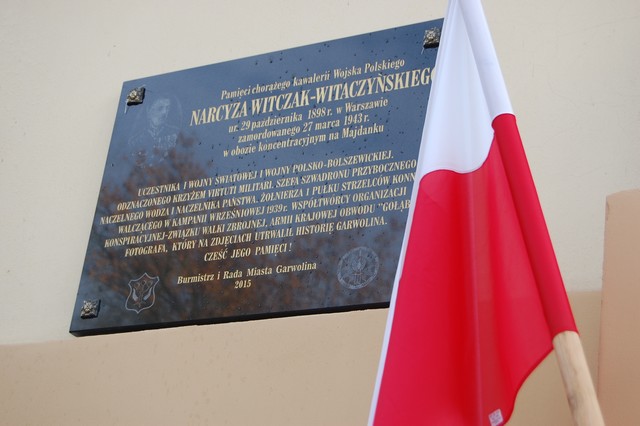 Pamięci chorążego kawalerii Wojska Polskiego
NARCYZA WITCZAK-WITACZYŃSKIEGO
ur. 29 października 1898 r. w Warszawie
zamordowanego 27 marca 1943 r.
w obozie koncentracyjnym na Majdanku
UCZESTNIKA I WOJNY ŚWIATOWEJ I WOJNY POLSKO-BOLSZEWICKIEJ,
ODZNACZONEGO KRZYŻEM VIRTUTI MILITARI, SZEFA SZWADRONU PRZYBOCZNEGO
NACZELNEGO WODZA I NACZELNIKA PAŃSTWA, ŻOŁNIERZA I PUŁKU STRZELCÓW KONN
WALCZĄCEGO W KAMPANII WRZEŚNIOWEJ 1939 r. WSPÓŁTWÓRCY ORGANIZACJI
KONSPIRACYJNEJ-ZWIĄZKU WALKI ZBROJNEJ, ARMII KRAJOWEJ OBWODU "GOŁĄB
FOTOGRAFA, KTÓRY NA ZDJĘCIACH UTRWALIŁ HISTORIĘ GARWOLINA.
CZEŚĆ JEGO PAMIĘCI!
Burmistrz i Rada Miasta Garwolina
2015